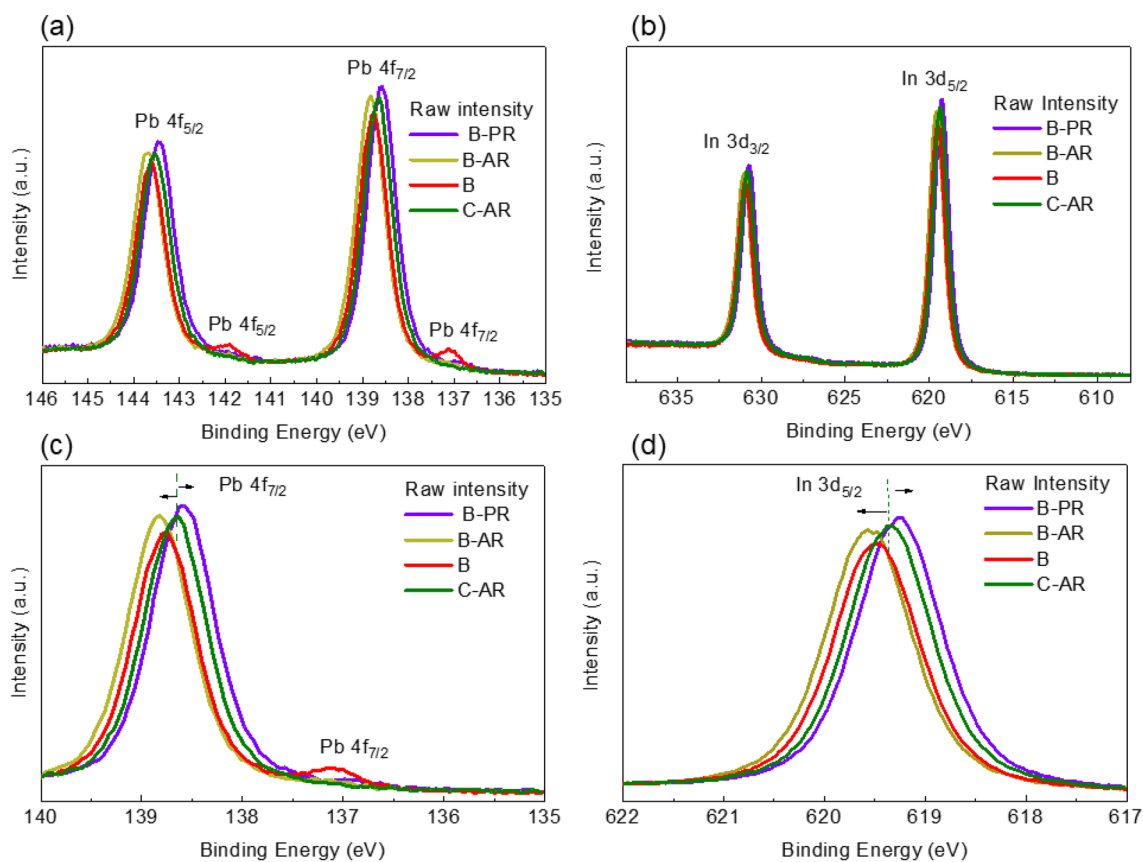 (a)
Pb 4f7/2
Pb 4f5/2
Raw intensity
B-PR
B-AR
B
C-AR
Pb 4f5/2
Pb 4f7/2
Intensity (a.u.)
146 145 144 143 142 141 140 139 138 137 136 135
Binding Energy (eV)
(b)
In 3d5/2
In 3d3/2
Raw Intensity
B-PR
B-AR
B
C-AR
Intensity (a.u.)
635 630 625 620 615 610
Binding Energy (eV)
(c)
Pb 4f7/2
Raw intensity
B-PR
B-AR
B
C-AR
Pb 4f7/2
Intensity (a.u.)
140 139 138 137 136 135
Binding Energy (eV)
(d)
In 3d5/2
Raw Intensity
B-PR
B-AR
B
C-AR
Intensity (a.u.)
622 621 620 619 618 617
Binding Energy (eV)